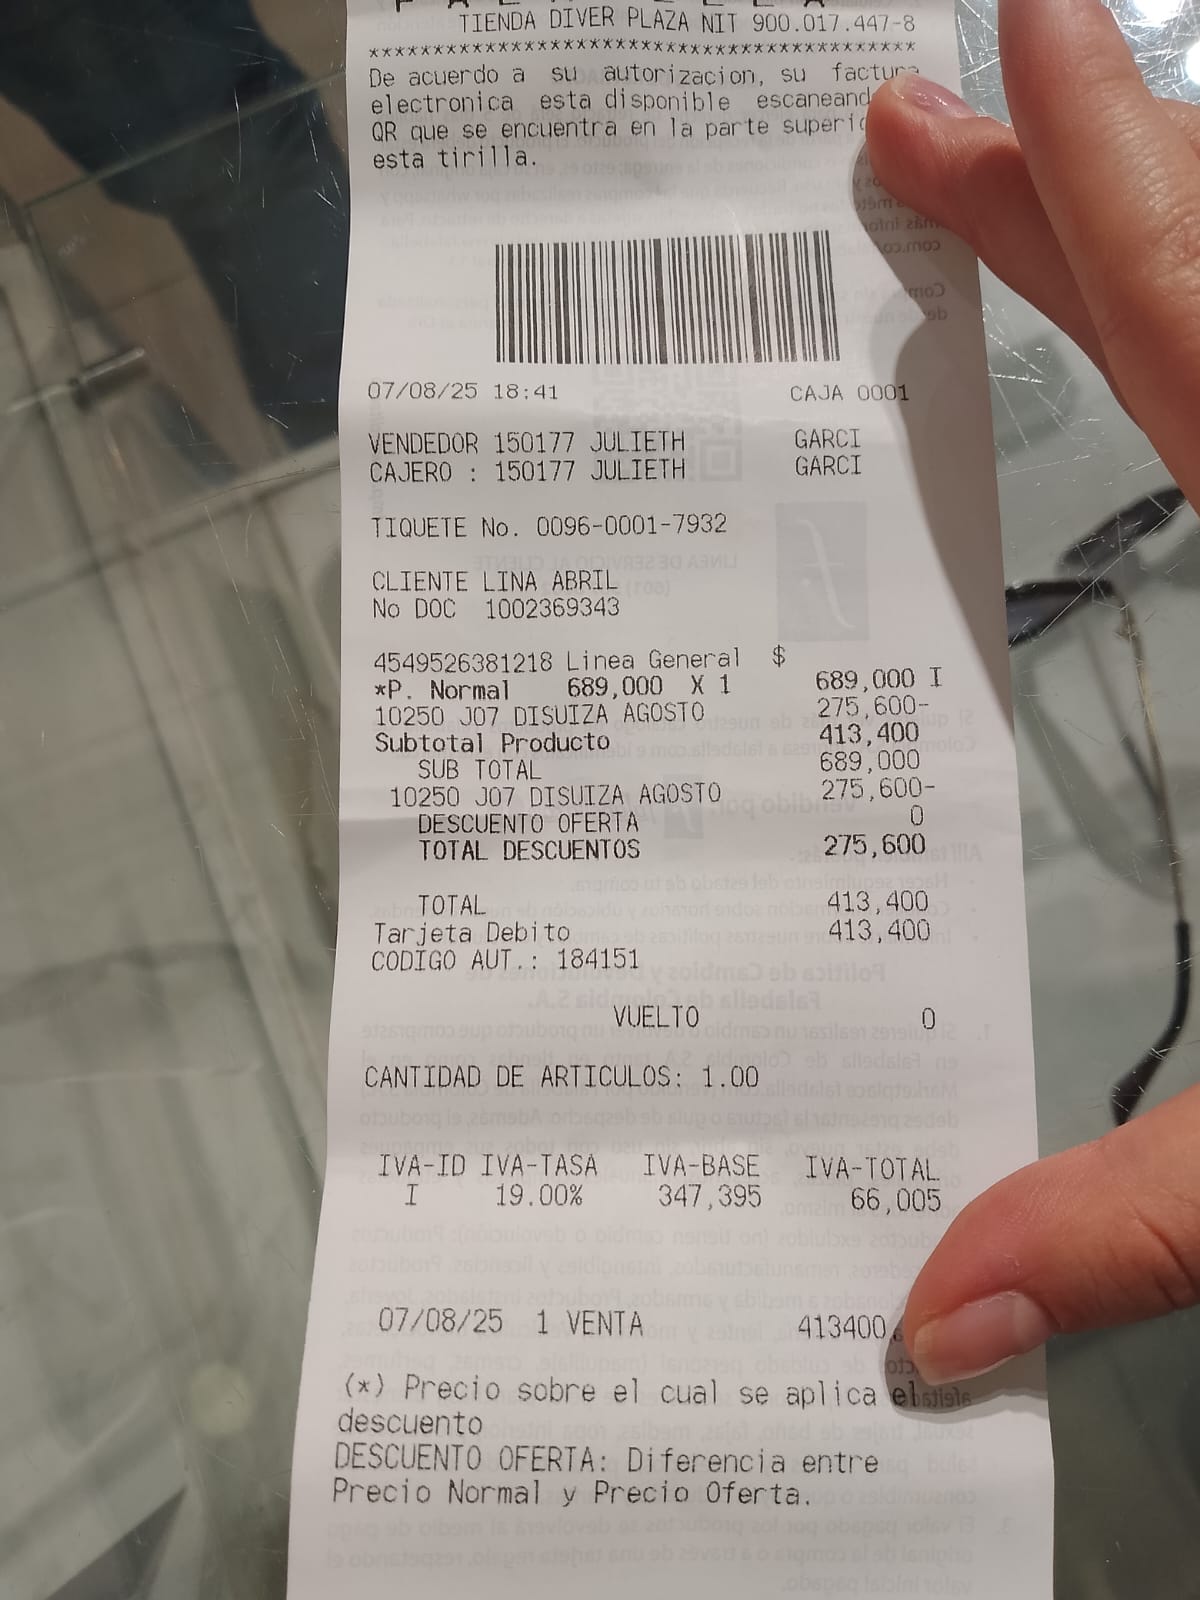 TIENDA DIVER PLAZA NIT 900.017.447-8
*******************************************
De acuerdo a su autorizacion, su factura
electronica esta disponible escaneand
QR que se encuentra en la parte superio
esta tirilla.
07/08/25 18:41 CAJA 0001
VENDEDOR 150177 JULIETH GARCI
CAJERO : 150177 JULIETH GARCI
TIQUETE No. 0096-0001-7932
CLIENTE LINA ABRIL
No DOC 1002369343
4549526381218 Linea General $
*P. Normal 689,000 X 1 689,000 I
10250 J07 DISUIZA AGOSTO 275,600-
Subtotal Producto 413,400
SUB TOTAL 689,000
10250 J07 DISUIZA AGOSTO 275,600-
DESCUENTO OFERTA 0
TOTAL DESCUENTOS 275,600
TOTAL 413,400
Tarjeta Debito 413,400
CODIGO AUT.: 184151
VUELTO 0
CANTIDAD DE ARTICULOS: 1.00
IVA-ID IVA-TASA IVA-BASE IVA-TOTAL
I 19.00% 347,395 66,005
07/08/25 1 VENTA 413400
(*) Precio sobre el cual se aplica el
descuento
DESCUENTO OFERTA: Diferencia entre
Precio Normal y Precio Oferta.